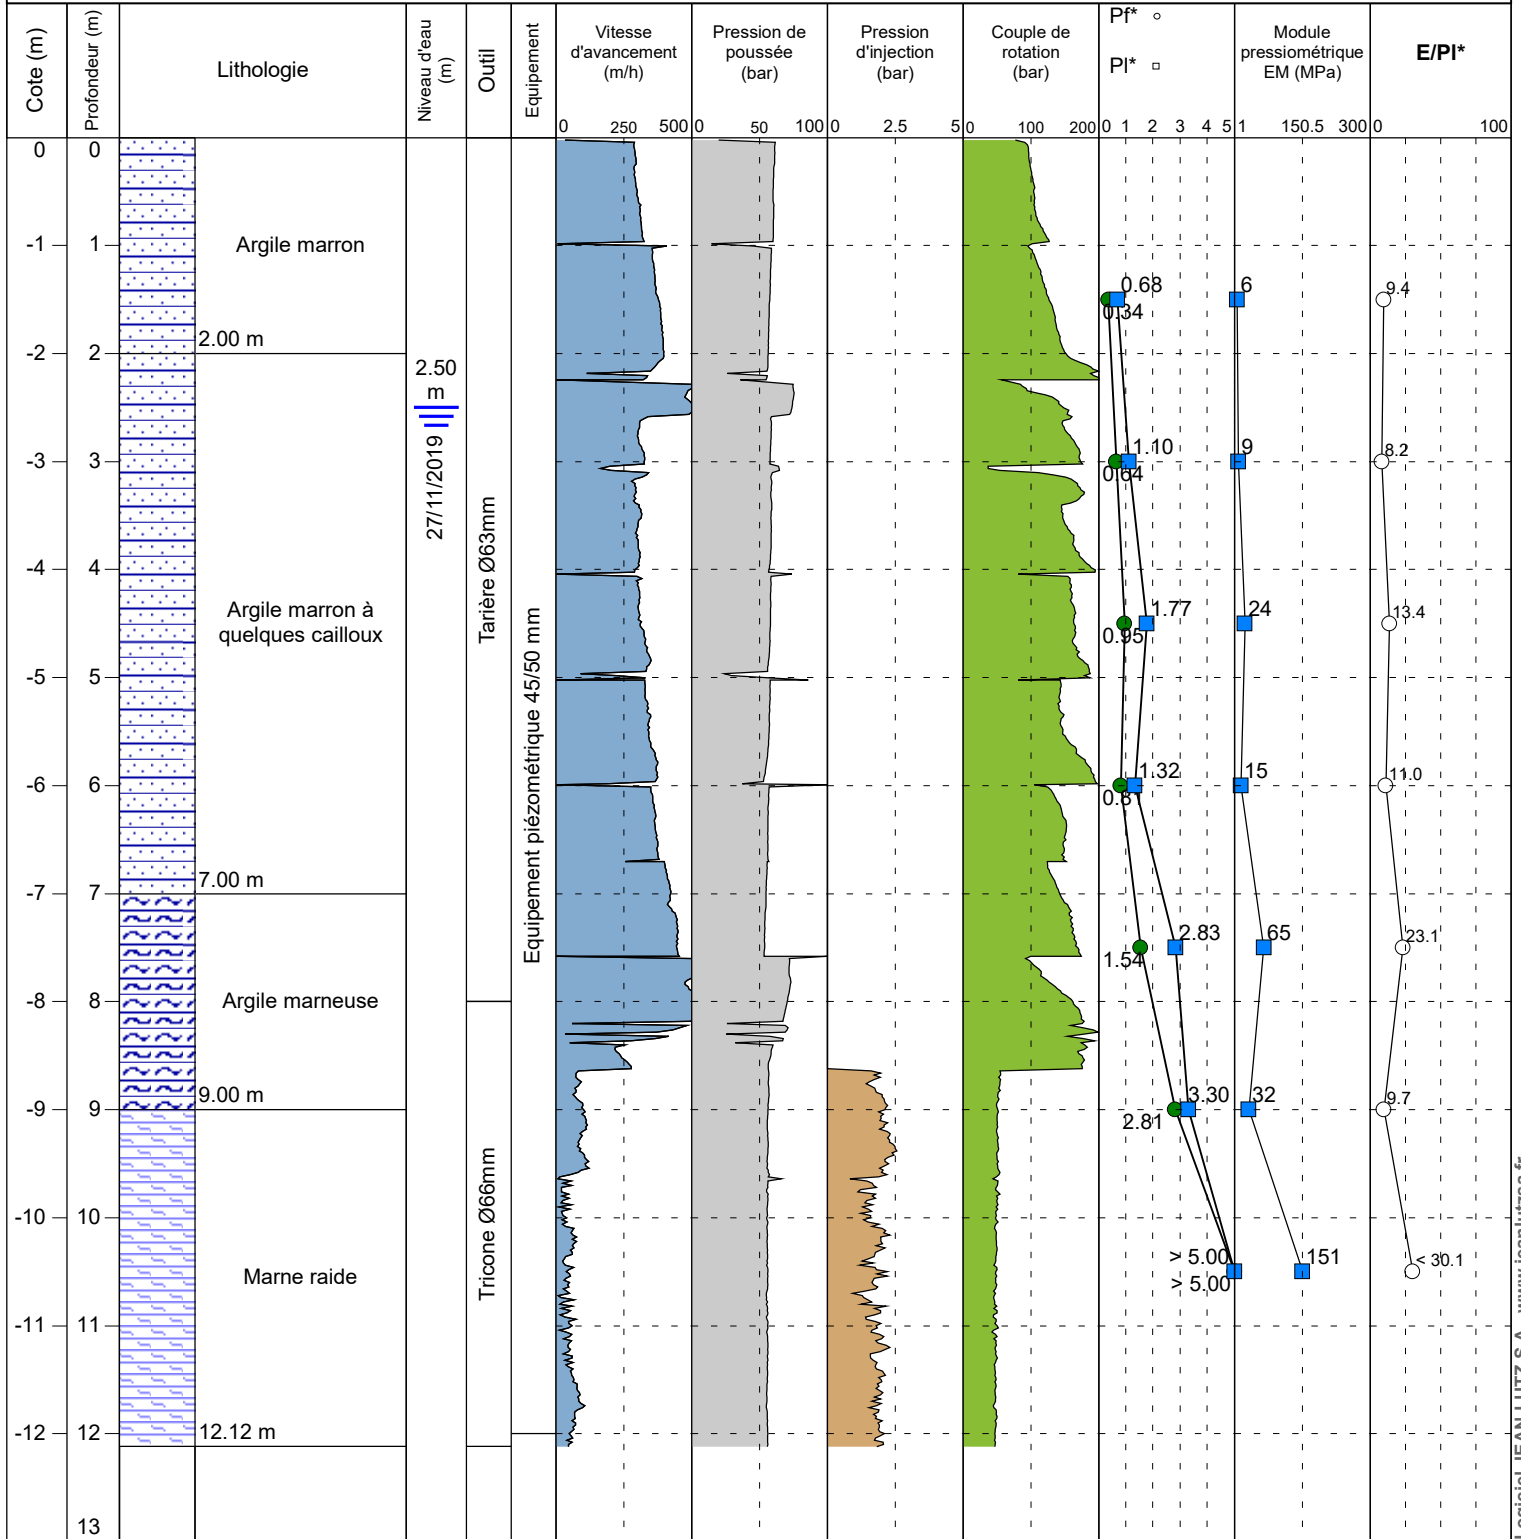 Cote (m)
Profondeur (m)
Lithologie
Niveau d'eau
(m)
Outil
Equipement
Vitesse
d'avancement
(m/h)
Pression de
poussée
(bar)
Pression
d'injection
(bar)
Couple de
rotation
(bar)
Pf*
Pl*
Module
pressiométrique
EM (MPa)
E/Pl*
0 250 500
0 50 100
0 2.5 5
0 100 200
0 1 2 3 4 5
1 150.5 300
0 100
0 0
-1 1
-2 2
-3 3
-4 4
-5 5
-6 6
-7 7
-8 8
-9 9
-10 10
-11 11
-12 12
13
Argile marron
2.00 m
Argile marron à
quelques cailloux
7.00 m
Argile marneuse
9.00 m
Marne raide
12.12 m
2.50
m
27/11/2019
Tarière Ø63mm
Tricone Ø66mm
Equipement piézométrique 45/50 mm
0.68
0.34
6
9.4
1.10
0.64
9
8.2
1.77
0.95
24
13.4
1.32
0.81
15
11.0
2.83
1.54
65
23.1
3.30
2.81
32
9.7
> 5.00
> 5.00
151
< 30.1
Logiciel JEAN LUTZ S.A - www.jeanlutzsa.fr